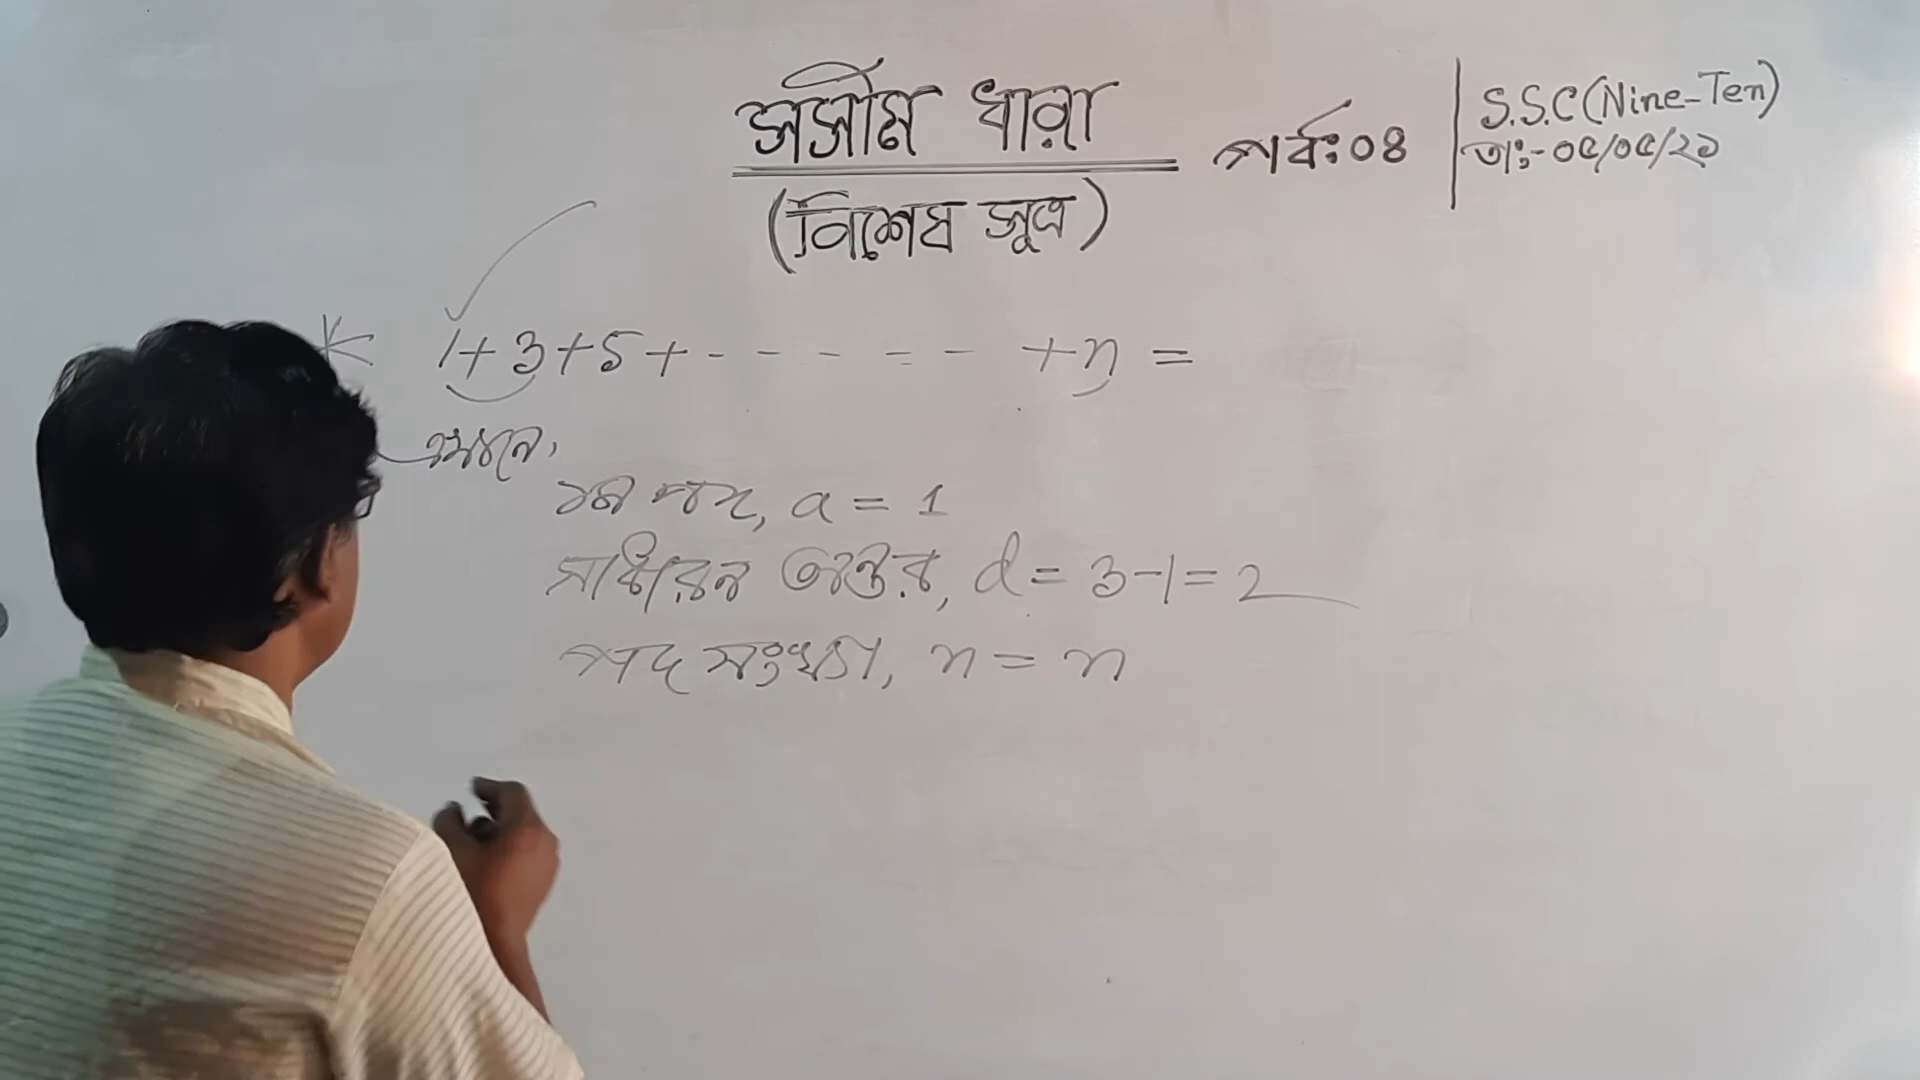 সসীম ধারা
(বিশেষ সূত্র)
পর্ব:০৪
S.S.C (Nine-Ten)
তাং:-০৫/০৫/২১
* 1+3+5+- - - = - +n =
এখানে,
১ম পদ, a = 1
সাধারন অন্তর, d = 3-1=2
পদ সংখ্যা, n = n